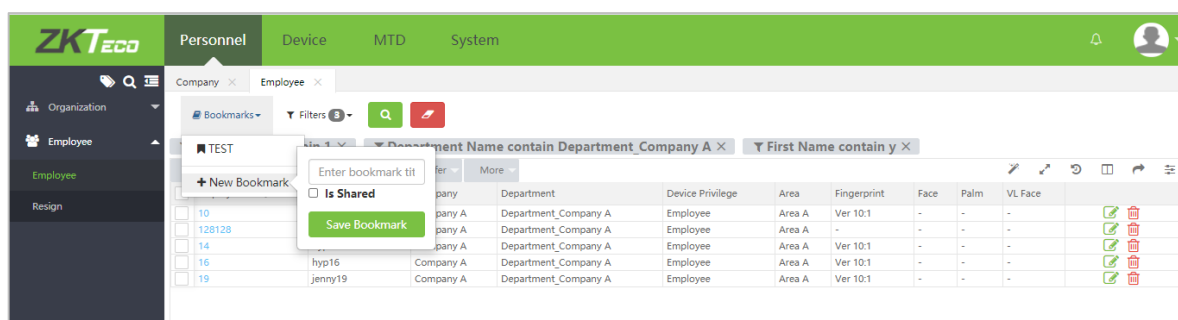 ZKTECO Personnel Device MTD System
Company × Employee ×
Organization
Bookmarks Filters 3
Employee
TEST
1 × Department Name contain Department_Company A × First Name contain y ×
Enter bookmark tit
More
Employee
+ New Bookmark
Is Shared
Department Device Privilege Area Fingerprint Face Palm VL Face
Resign
Save Bookmark
10 Department_Company A Employee Area A Ver 10:1 - - -
128128 Department_Company A Employee Area A - - - -
14 Department_Company A Employee Area A Ver 10:1 - - -
16 hyp16 Company A Department_Company A Employee Area A Ver 10:1 - - -
19 jenny19 Company A Department_Company A Employee Area A Ver 10:1 - - -